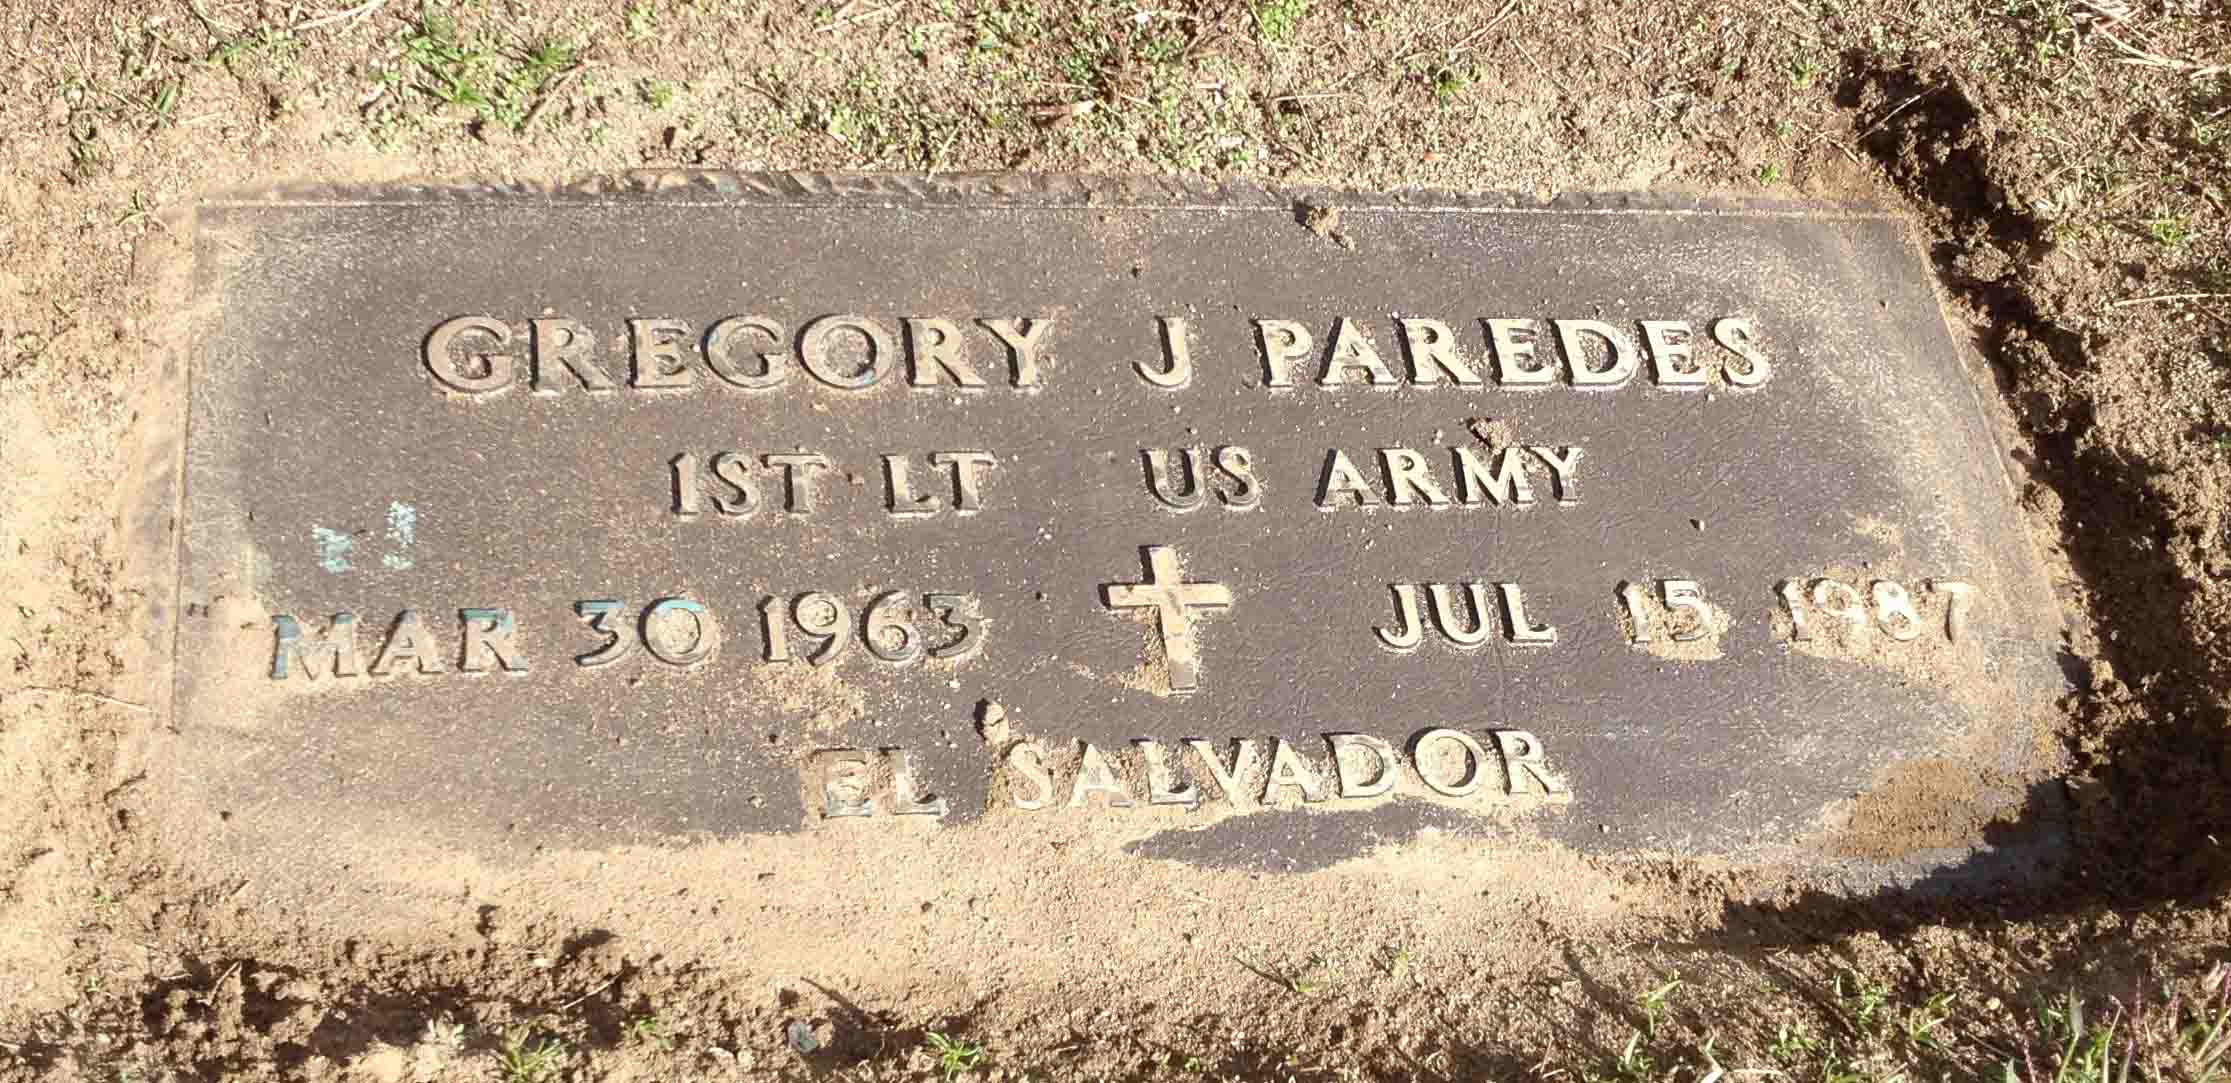 GREGORY J PAREDES
1ST LT US ARMY
MAR 30 1963 JUL 15 1987
EL SALVADOR